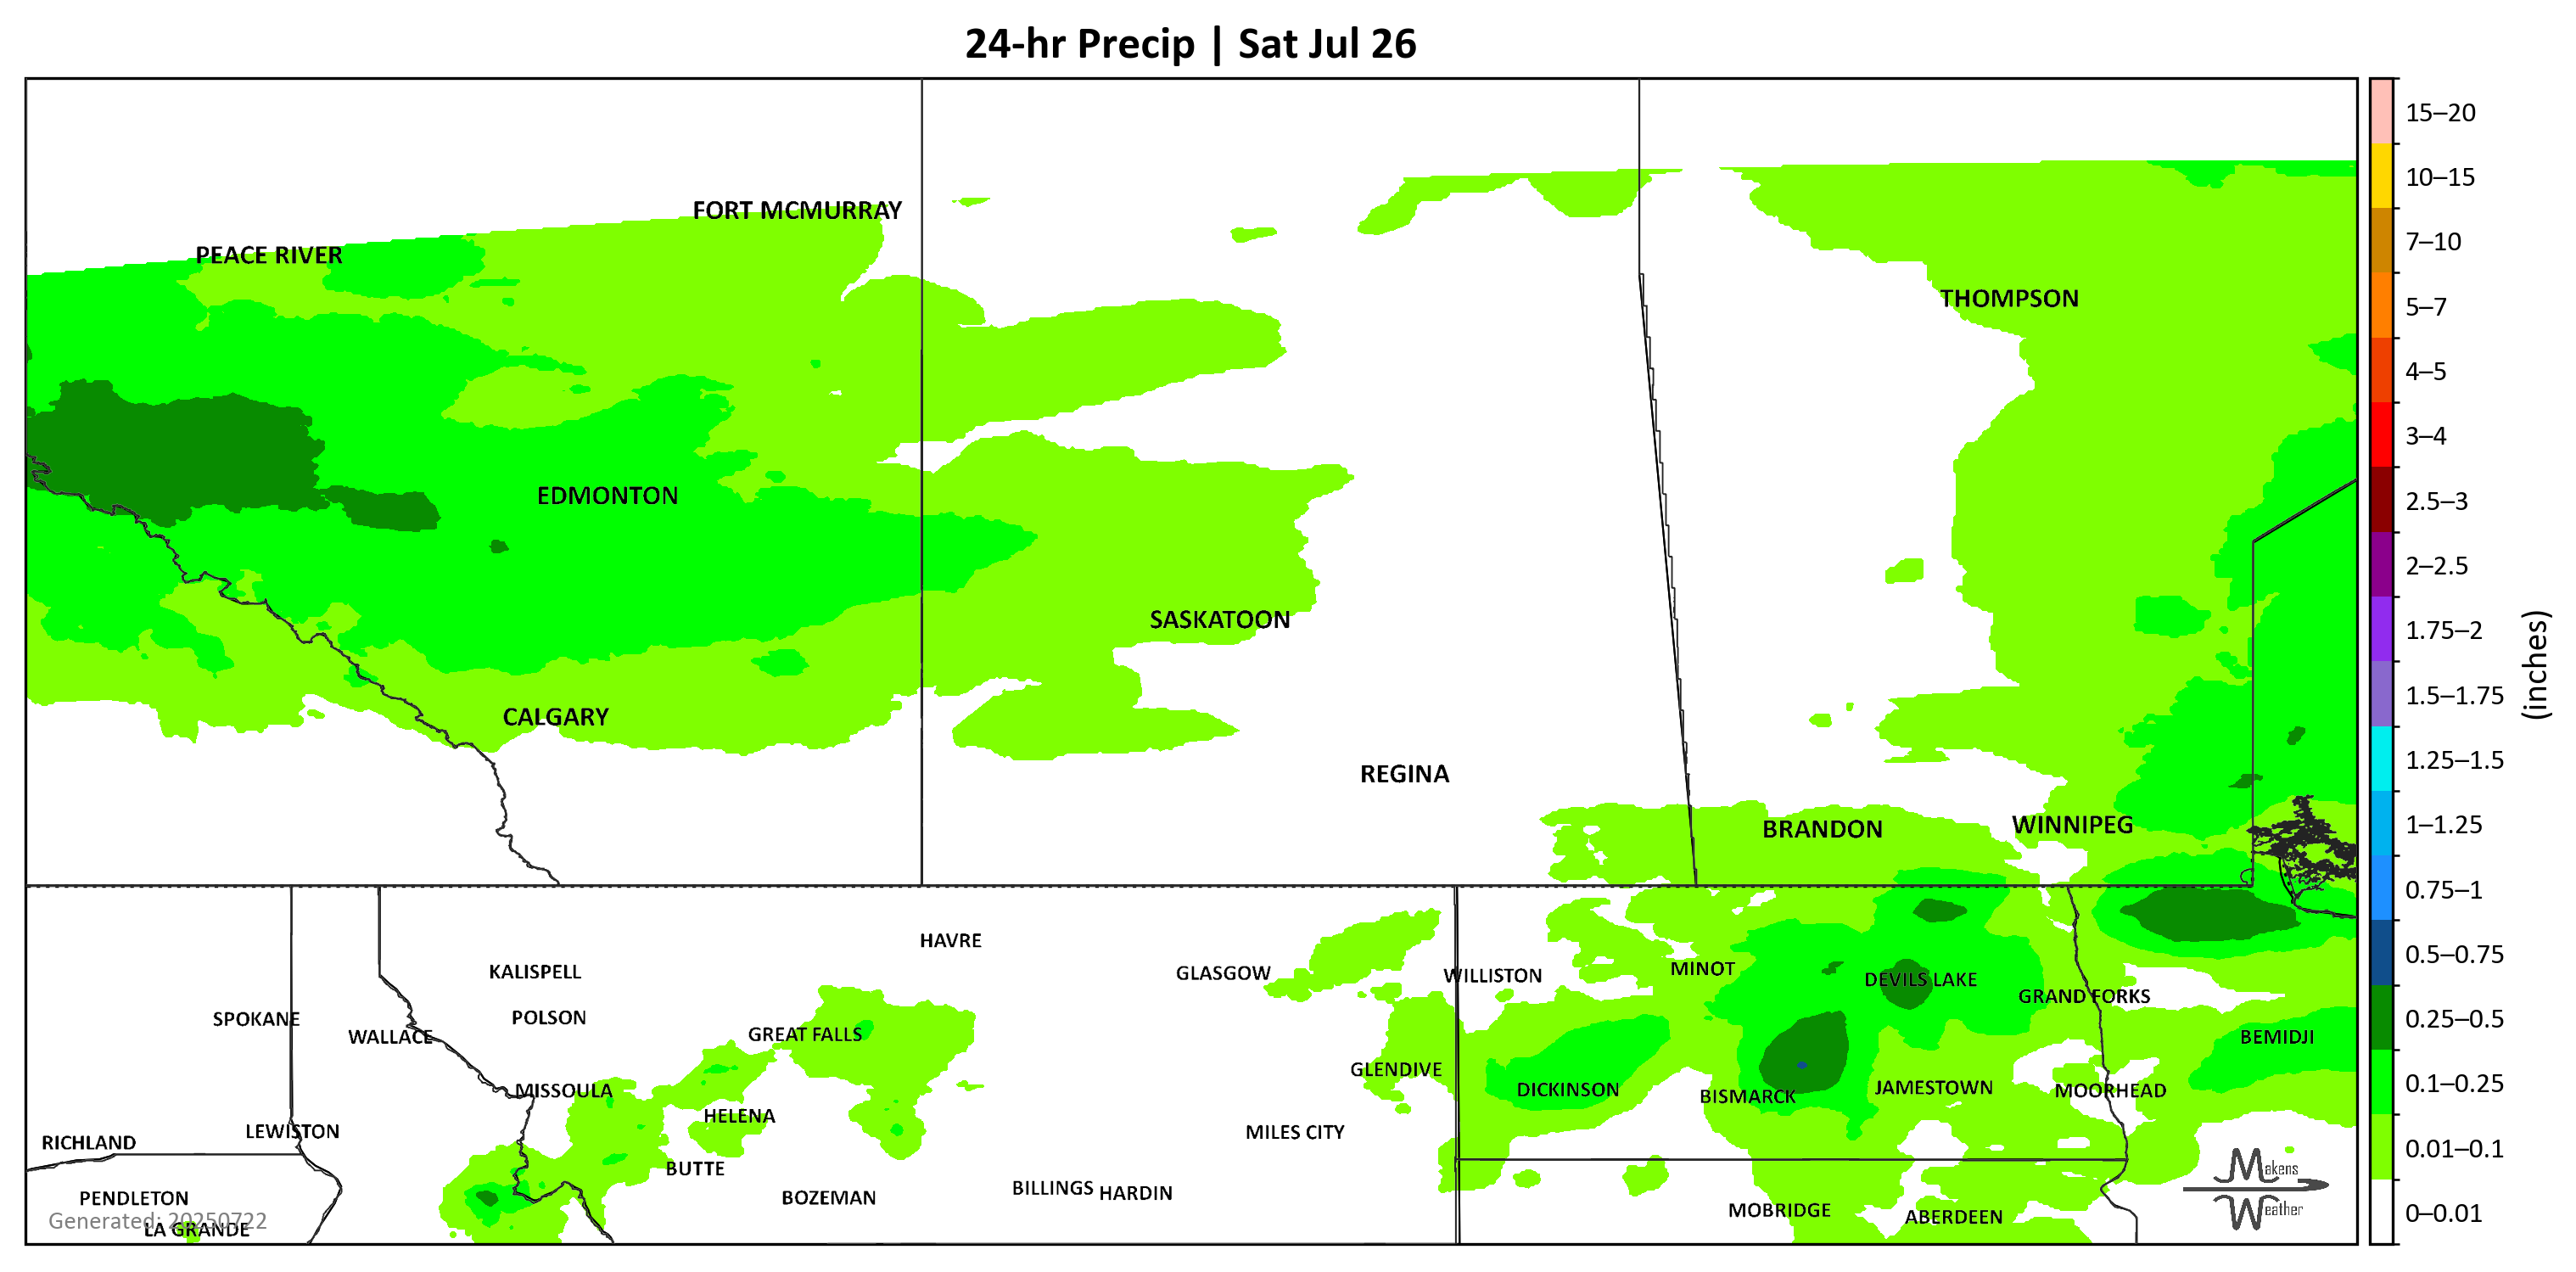 24-hr Precip | Sat Jul 26
FORT MCMURRAY
PEACE RIVER
THOMPSON
EDMONTON
SASKATOON
CALGARY
REGINA
BRANDON
WINNIPEG
HAVRE
KALISPELL
GLASGOW
WILLISTON
MINOT
DEVILS LAKE
GRAND FORKS
SPOKANE
POLSON
WALLACE
GREAT FALLS
BEMIDJI
GLENDIVE
MISSOULA
DICKINSON
BISMARCK
JAMESTOWN
MOORHEAD
HELENA
RICHLAND
LEWISTON
MILES CITY
BUTTE
PENDLETON
BOZEMAN
BILLINGS
HARDIN
MOBRIDGE
ABERDEEN
Generated: 20250722
LA GRANDE
Makens
Weather
15–20
10–15
7–10
5–7
4–5
3–4
2.5–3
2–2.5
1.75–2
1.5–1.75
1.25–1.5
1–1.25
0.75–1
0.5–0.75
0.25–0.5
0.1–0.25
0.01–0.1
0–0.01
(inches)